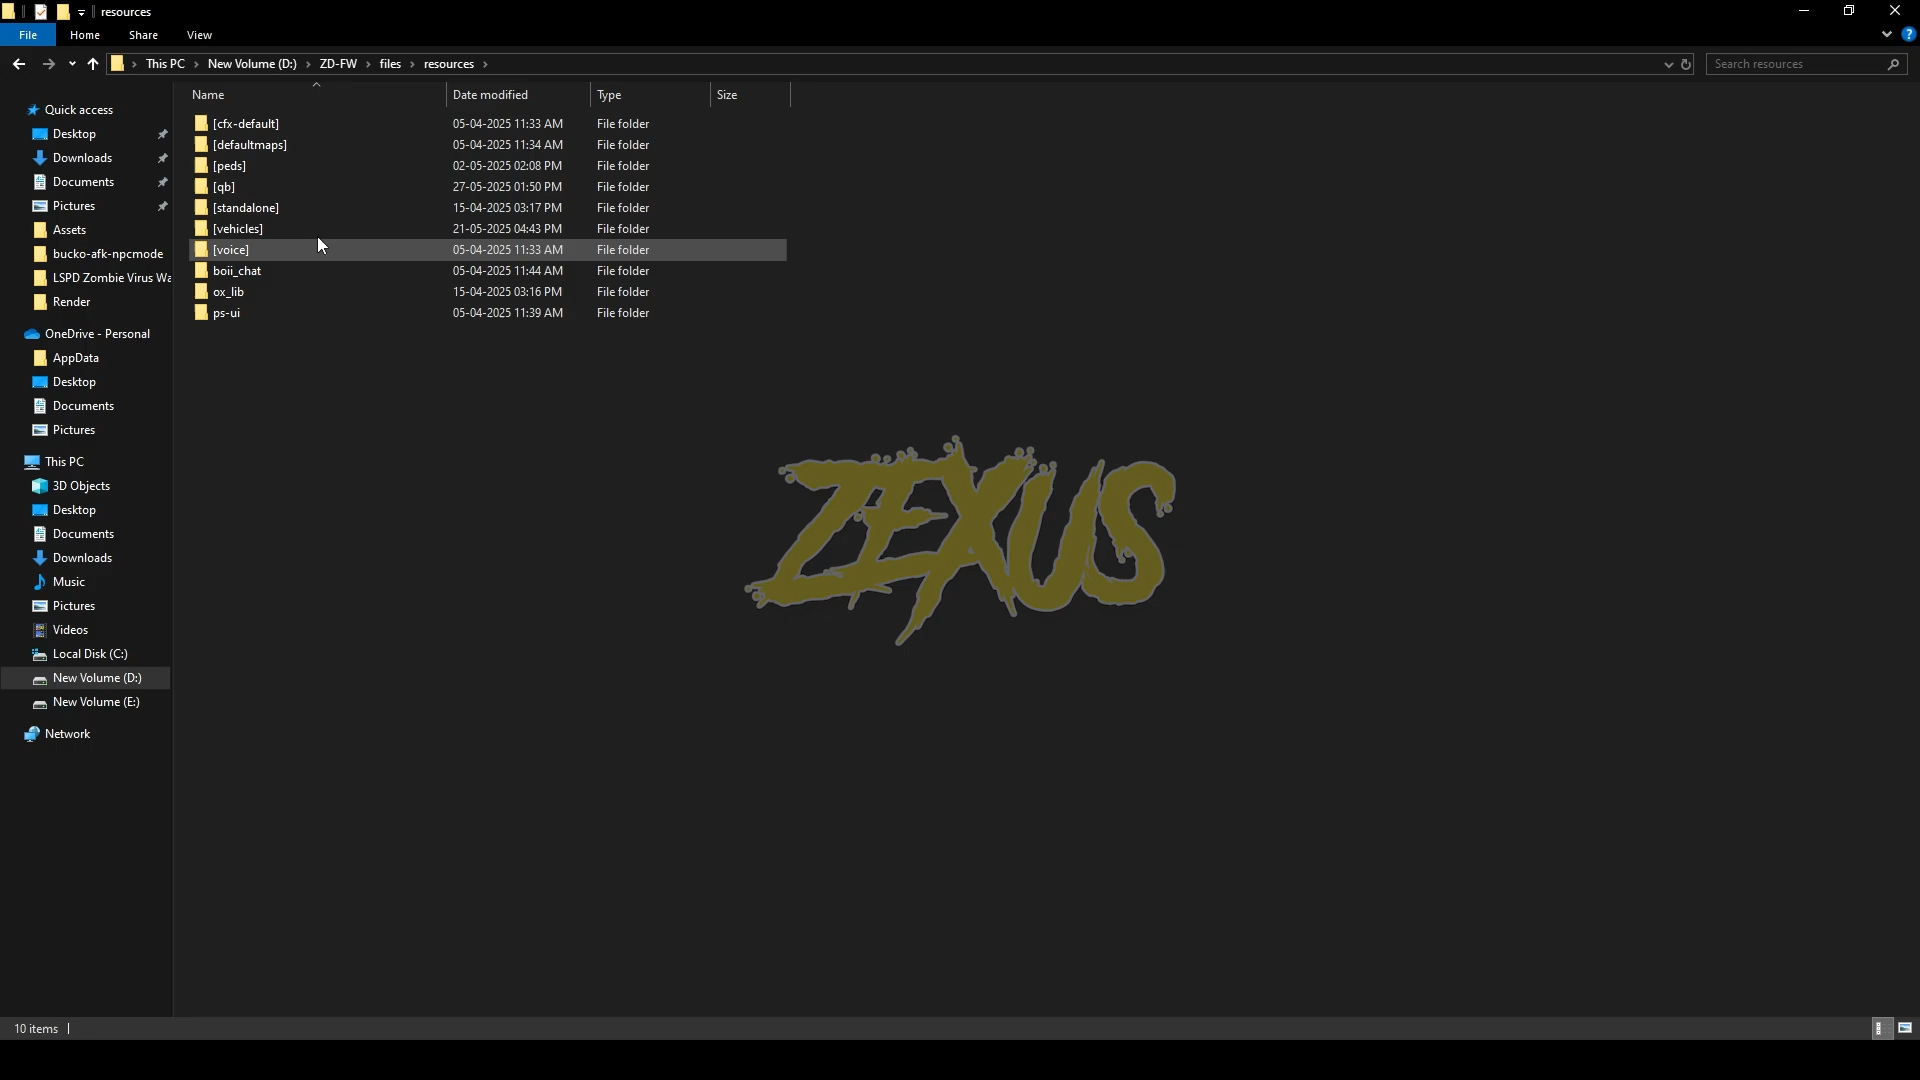 resources
File Home Share View
This PC New Volume (D:) ZD-FW files resources
Search resources
Name Date modified Type Size
[cfx-default] 05-04-2025 11:33 AM File folder
[defaultmaps] 05-04-2025 11:34 AM File folder
[peds] 02-05-2025 02:08 PM File folder
[qb] 27-05-2025 01:50 PM File folder
[standalone] 15-04-2025 03:17 PM File folder
[vehicles] 21-05-2025 04:43 PM File folder
[voice] 05-04-2025 11:33 AM File folder
boii_chat 05-04-2025 11:44 AM File folder
ox_lib 15-04-2025 03:16 PM File folder
ps-ui 05-04-2025 11:39 AM File folder
Quick access
Desktop
Downloads
Documents
Pictures
Assets
bucko-afk-npcmode
LSPD Zombie Virus Wa
Render
OneDrive - Personal
AppData
Desktop
Documents
Pictures
This PC
3D Objects
Desktop
Documents
Downloads
Music
Pictures
Videos
Local Disk (C:)
New Volume (D:)
New Volume (E:)
Network
ZEXUS
10 items